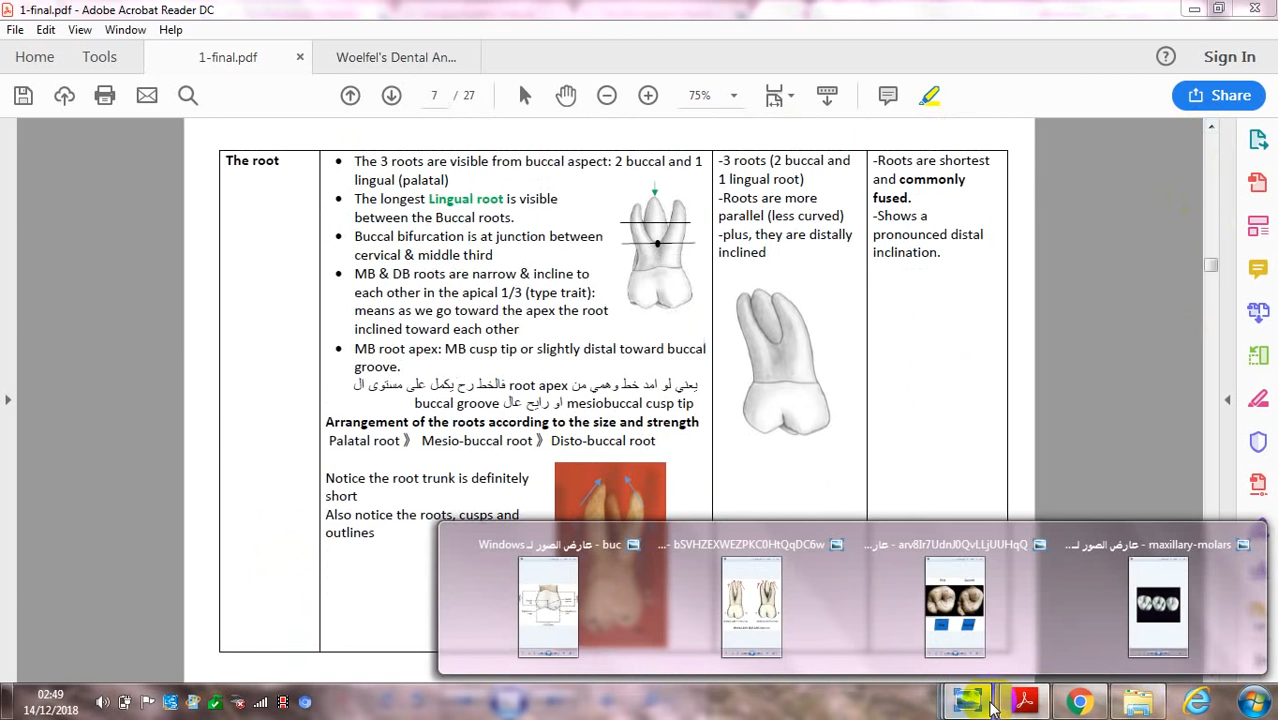 1-final.pdf - Adobe Acrobat Reader DC
File Edit View Window Help
Home Tools 1-final.pdf × Woelfel's Dental An... Sign In
7 / 27 75% Share
The root
• The 3 roots are visible from buccal aspect: 2 buccal and 1
lingual (palatal)
• The longest Lingual root is visible
between the Buccal roots.
• Buccal bifurcation is at junction between
cervical & middle third
• MB & DB roots are narrow & incline to
each other in the apical 1/3 (type trait):
means as we go toward the apex the root
inclined toward each other
• MB root apex: MB cusp tip or slightly distal toward buccal
groove.
يعني لو امد خط وهمي من root apex فالخط رح يكمل على مستوى ال
mesiobuccal cusp tip او رايح عال buccal groove
Arrangement of the roots according to the size and strength
Palatal root 》 Mesio-buccal root 》Disto-buccal root
Notice the root trunk is definitely
short
Also notice the roots, cusps and
outlines
-3 roots (2 buccal and
1 lingual root)
-Roots are more
parallel (less curved)
-plus, they are distally
inclined
-Roots are shortest
and commonly
fused.
-Shows a
pronounced distal
inclination.
buc - عارض الصور لـ Windows
...- bSVHZEXWEZPKC0HtQqDC6w
arv8Ir7UdnJ0QvLLjUUHqQ - عار...
maxillary-molars - عارض الصور لـ...
02:49
14/12/2018